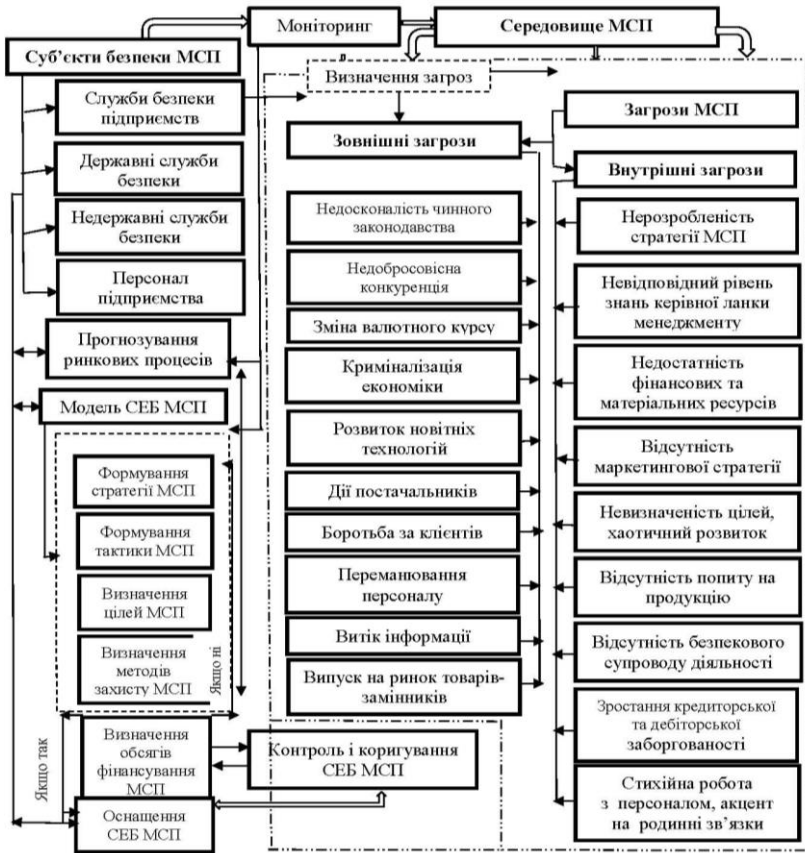 Моніторинг
Середовище МСП
Суб’єкти безпеки МСП
Служби безпеки
підприємств
Державні служби
безпеки
Недержавні служби
безпеки
Персонал
підприємства
Прогнозування
ринкових процесів
Модель СЕБ МСП
Формування
стратегії МСП
Формування
тактики МСП
Визначення
цілей МСП
Визначення
методів
захисту МСП
Якщо ні
Визначення
обсягів
фінансування
МСП
Якщо так
Оснащення
СЕБ МСП
в
Визначення загроз
Зовнішні загрози
Недосконалість чинного
законодавства
Недобросовісна
конкуренція
Зміна валютного курсу
Криміналізація
економіки
Розвиток новітніх
технологій
Дії постачальників
Боротьба за клієнтів
Переманювання
персоналу
Витік інформації
Випуск на ринок товарів-
замінників
Контроль і коригування
СЕБ МСП
Загрози МСП
Внутрішні загрози
Нерозробленість
стратегії МСП
Невідповідний рівень
знань керівної ланки
менеджменту
Недостатність
фінансових та
матеріальних ресурсів
Відсутність
маркетингової стратегії
Невизначеність цілей,
хаотичний розвиток
Відсутність попиту на
продукцію
Відсутність безпекового
супроводу діяльності
Зростання кредиторської
та дебіторської
заборгованості
Стихійна робота
з персоналом, акцент
на родинні зв’язки